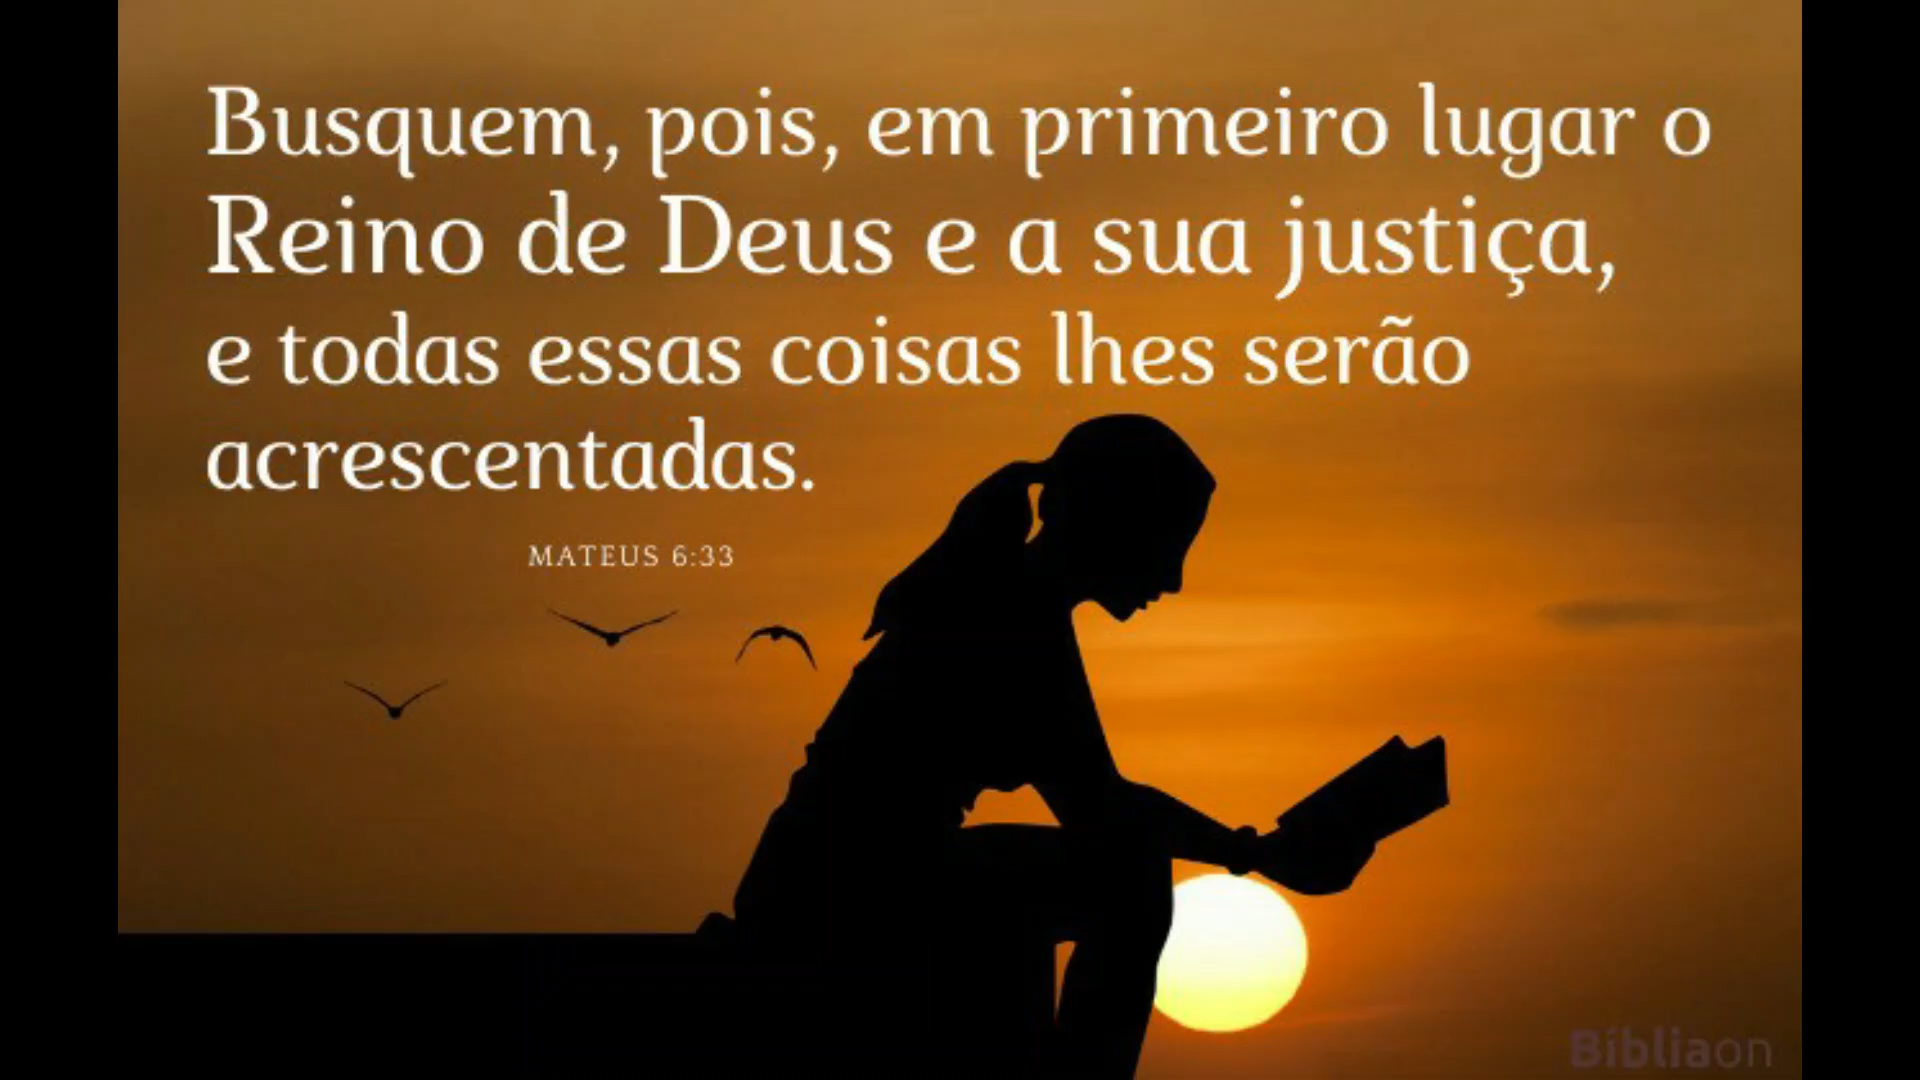 Busquem, pois, em primeiro lugar o
Reino de Deus e a sua justiça,
e todas essas coisas lhes serão
acrescentadas.
MATEUS 6:33
Bíbliaon